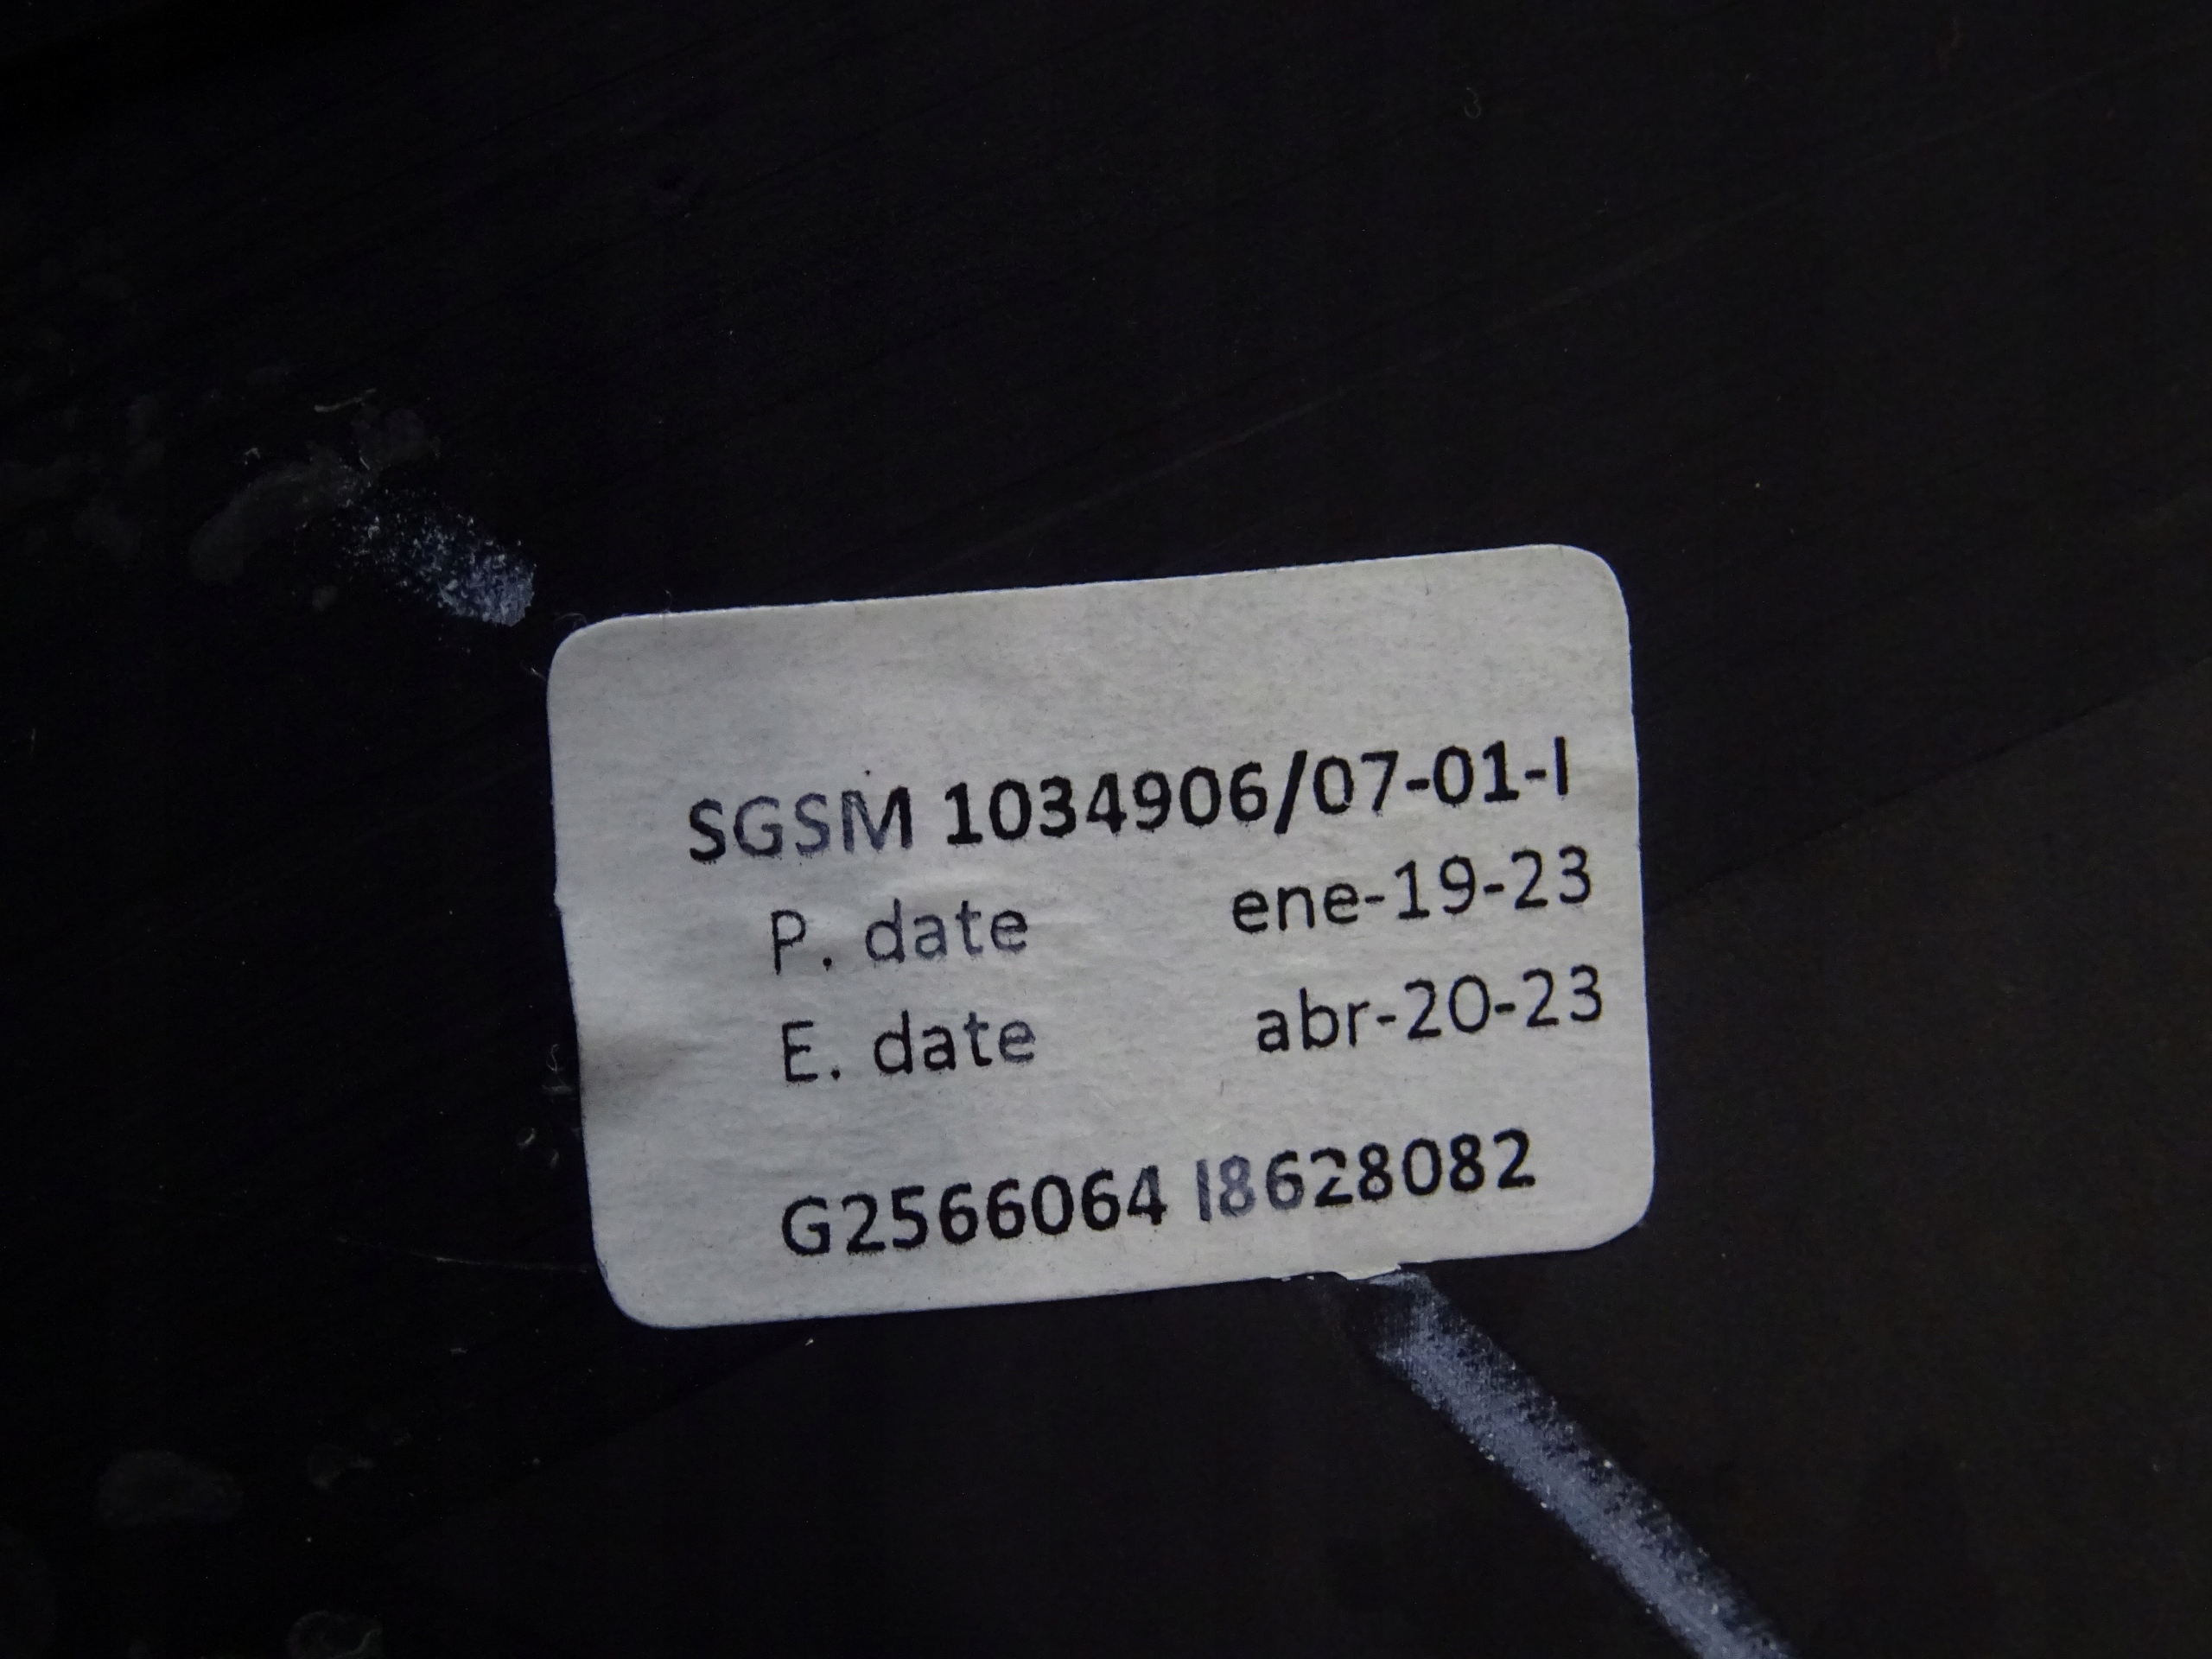 SGSM 1034906/07-01-I
P. date ene-19-23
E. date abr-20-23
G2566064 I8628082